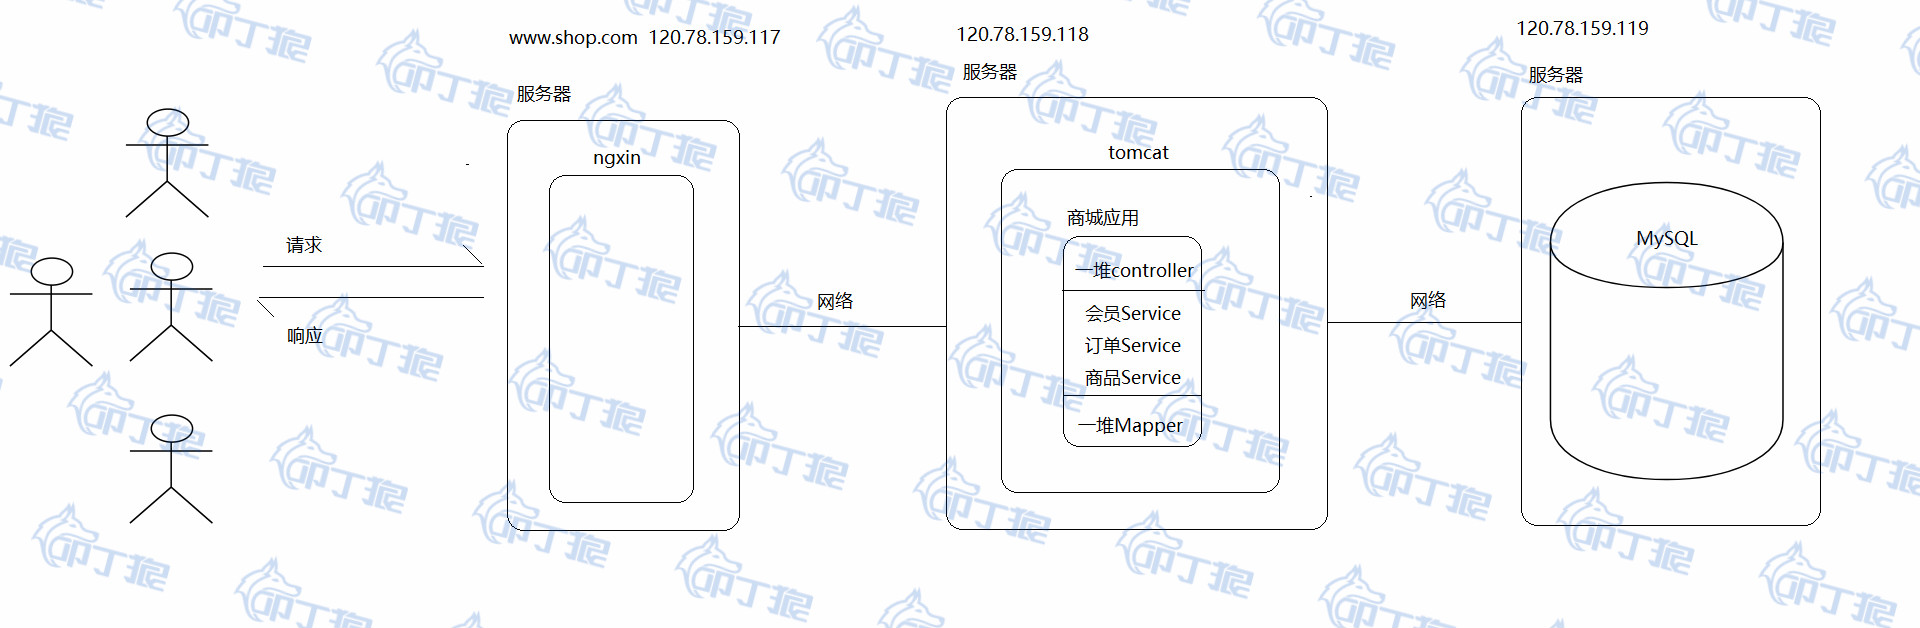 www.shop.com 120.78.159.117
120.78.159.118
120.78.159.119
服务器
服务器
服务器
ngxin
tomcat
商城应用
一堆controller
会员Service
订单Service
商品Service
一堆Mapper
MySQL
请求
响应
网络
网络
叩丁狼